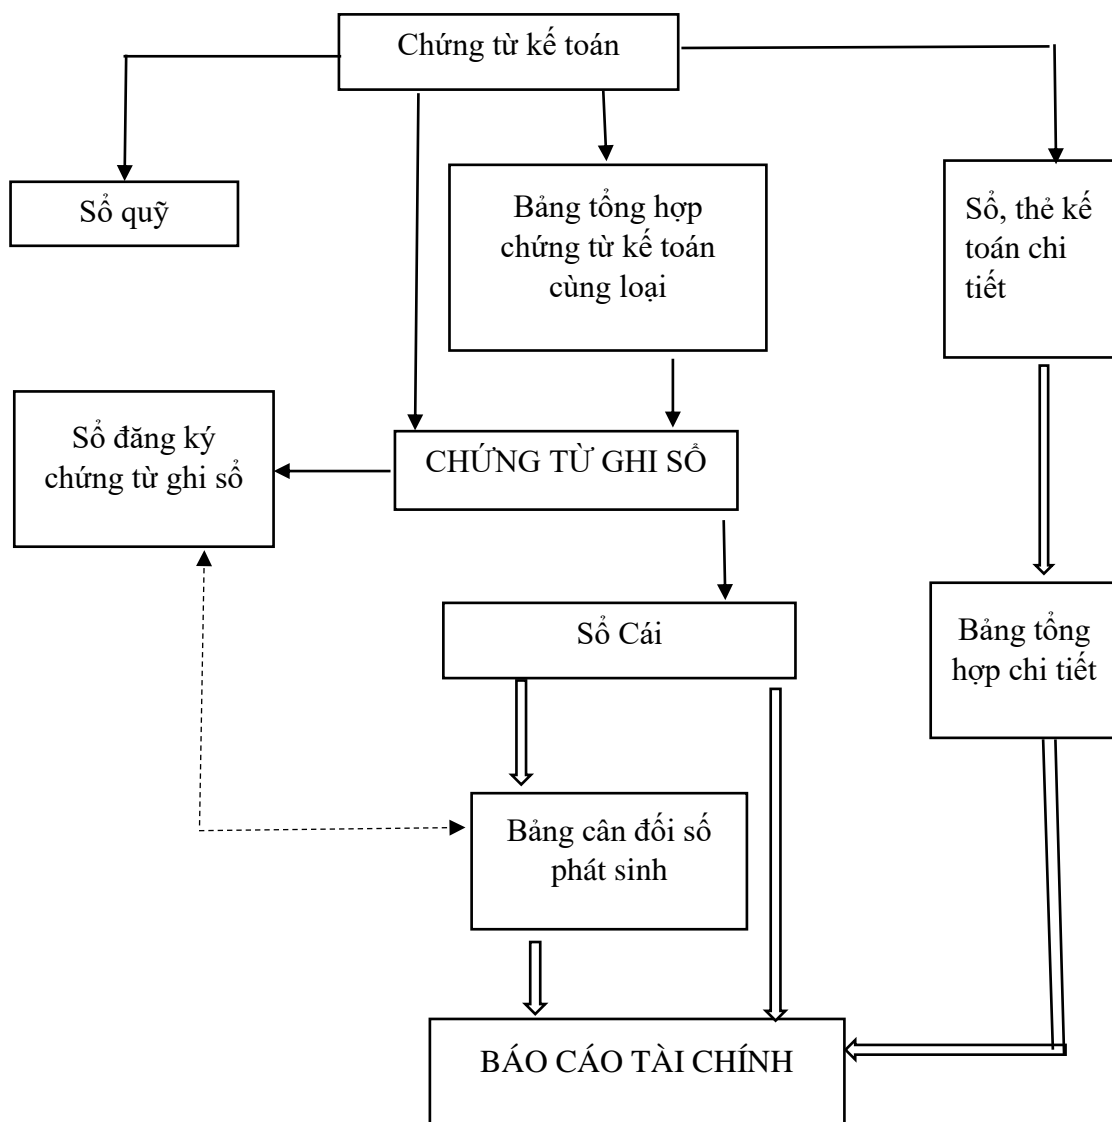 Chứng từ kế toán
Sổ quỹ
Bảng tổng hợp
chứng từ kế toán
cùng loại
Sổ, thẻ kế
toán chi
tiết
Sổ đăng ký
chứng từ ghi sổ
CHỨNG TỪ GHI SỔ
Sổ Cái
Bảng tổng
hợp chi tiết
Bảng cân đối số
phát sinh
BÁO CÁO TÀI CHÍNH